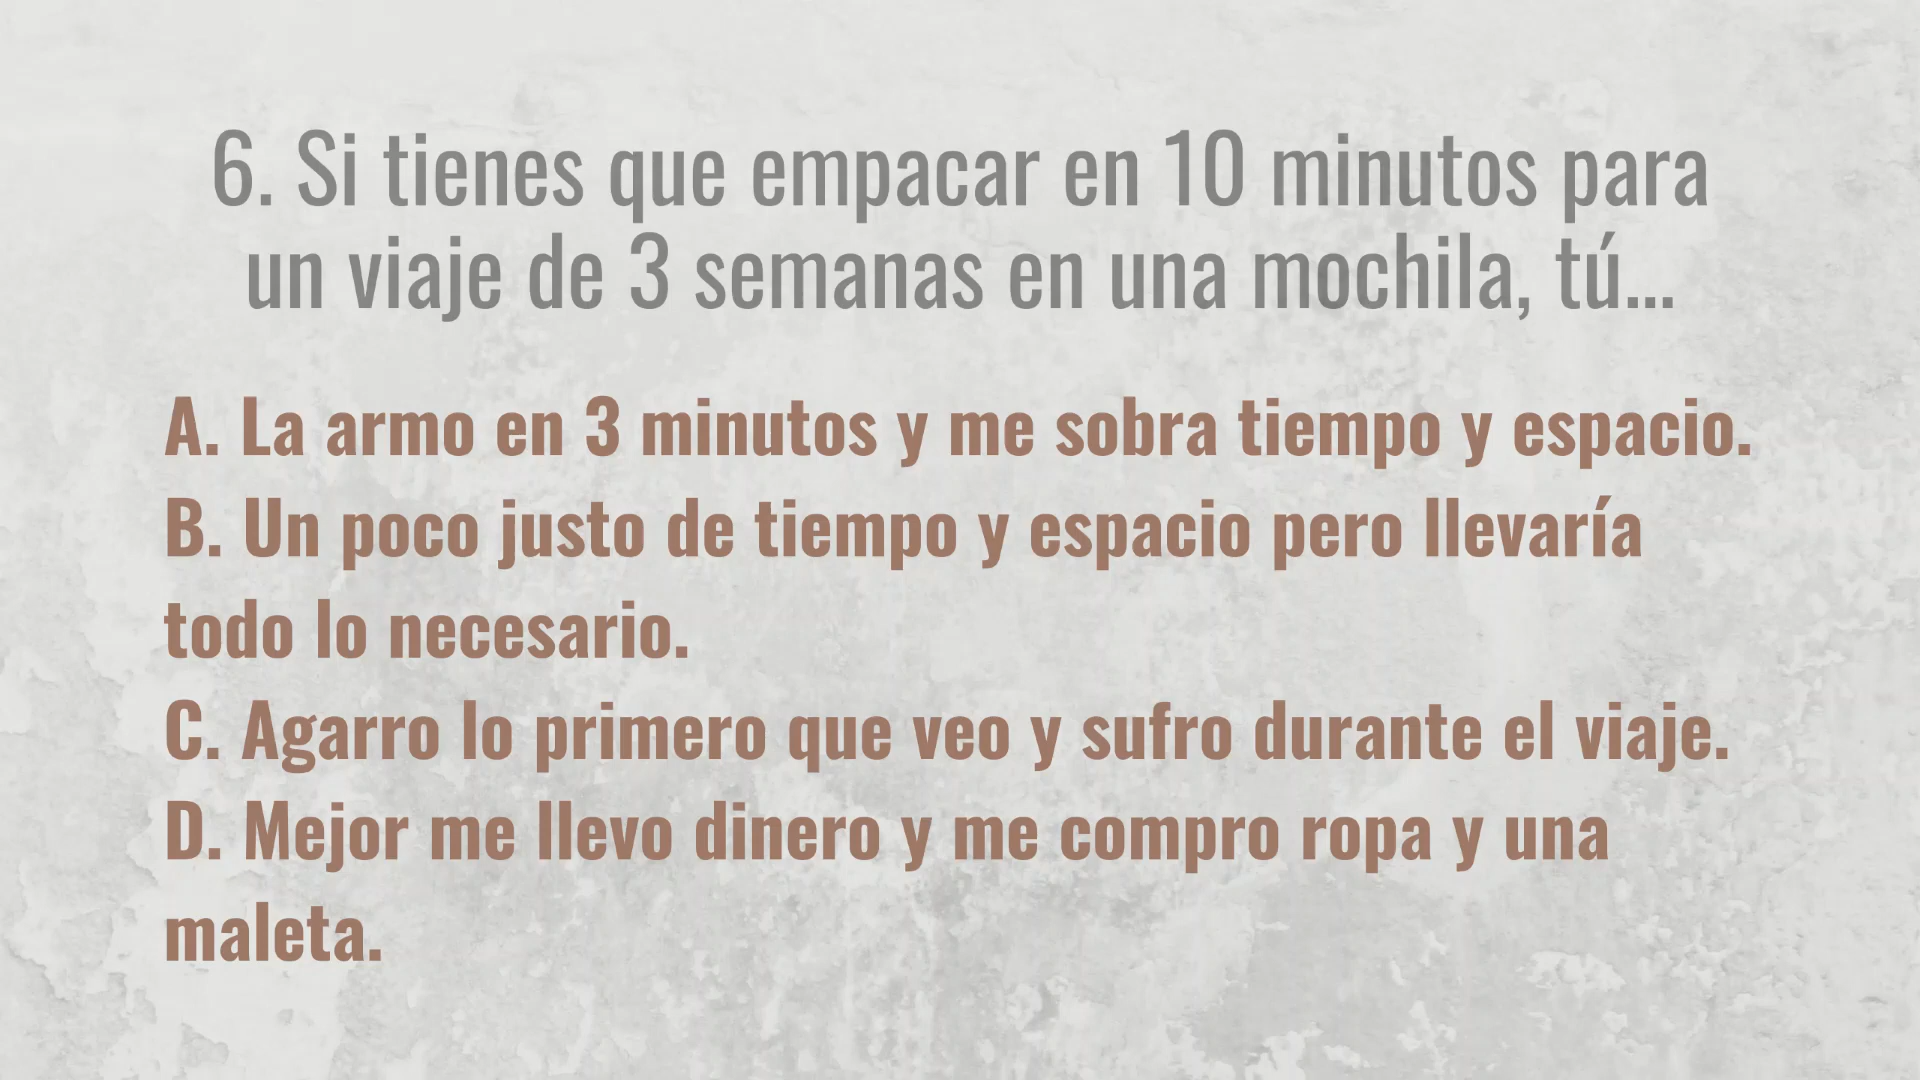 6. Si tienes que empacar en 10 minutos para
un viaje de 3 semanas en una mochila, tú...
A. La armo en 3 minutos y me sobra tiempo y espacio.
B. Un poco justo de tiempo y espacio pero llevaría
todo lo necesario.
C. Agarro lo primero que veo y sufro durante el viaje.
D. Mejor me llevo dinero y me compro ropa y una
maleta.